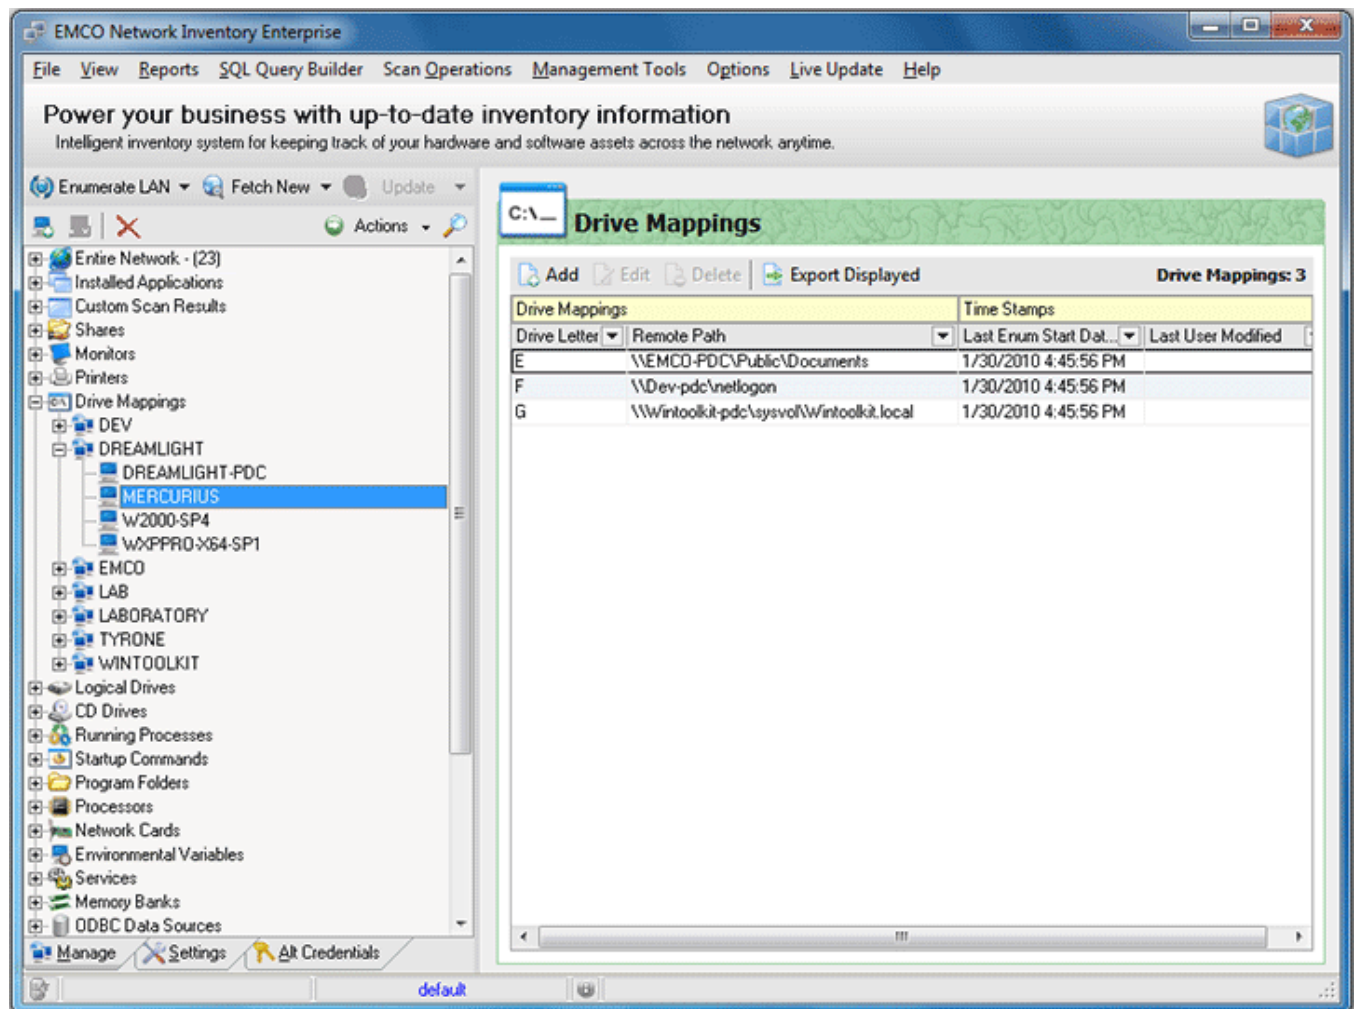 EMCO Network Inventory Enterprise
File View Reports SQL Query Builder Scan Operations Management Tools Options Live Update Help
Power your business with up-to-date inventory information
Intelligent inventory system for keeping track of your hardware and software assets across the network anytime.
Enumerate LAN Fetch New Update
Actions
Entire Network - (23)
Installed Applications
Custom Scan Results
Shares
Monitors
Printers
Drive Mappings
DEV
DREAMLIGHT
DREAMLIGHT-PDC
MERCURIUS
W2000-SP4
WXPPRO-X64-SP1
EMCO
LAB
LABORATORY
TYRONE
WINTOOLKIT
Logical Drives
CD Drives
Running Processes
Startup Commands
Program Folders
Processors
Network Cards
Environmental Variables
Services
Memory Banks
ODBC Data Sources
Manage Settings Alt Credentials
default
C:\_
Drive Mappings
Add Edit Delete Export Displayed Drive Mappings: 3
Drive Mappings Time Stamps
Drive Letter Remote Path Last Enum Start Dat... Last User Modified
E \\EMCO-PDC\Public\Documents 1/30/2010 4:45:56 PM
F \\Dev-pdc\netlogon 1/30/2010 4:45:56 PM
G \\Wintoolkit-pdc\sysvol\Wintoolkit.local 1/30/2010 4:45:56 PM